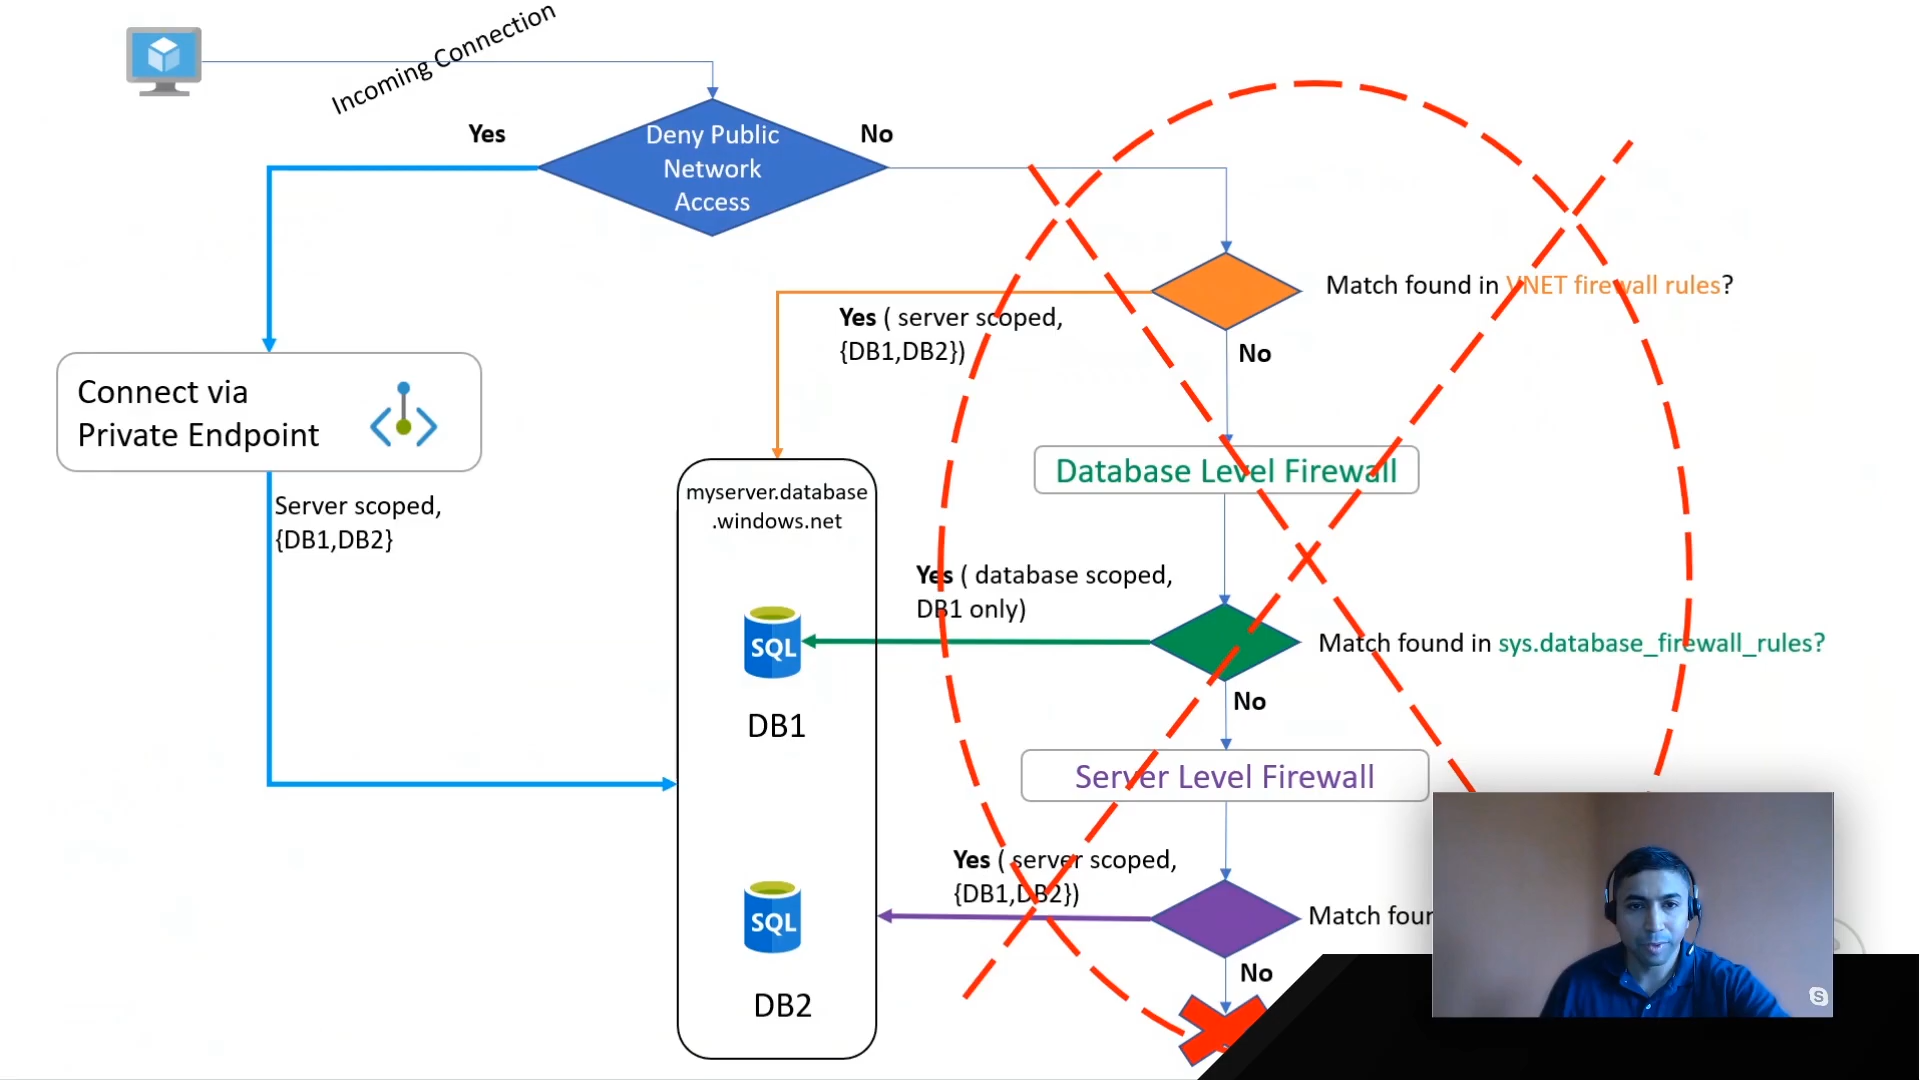 Incoming Connection
Yes
Deny Public
Network
Access
No
Match found in VNET firewall rules?
Yes ( server scoped,
{DB1,DB2})
No
Connect via
Private Endpoint
Server scoped,
{DB1,DB2}
Database Level Firewall
myserver.database
.windows.net
Yes ( database scoped,
DB1 only)
SQL
DB1
Match found in sys.database_firewall_rules?
No
Server Level Firewall
Yes ( server scoped,
{DB1,DB2})
SQL
DB2
Match four
No
S